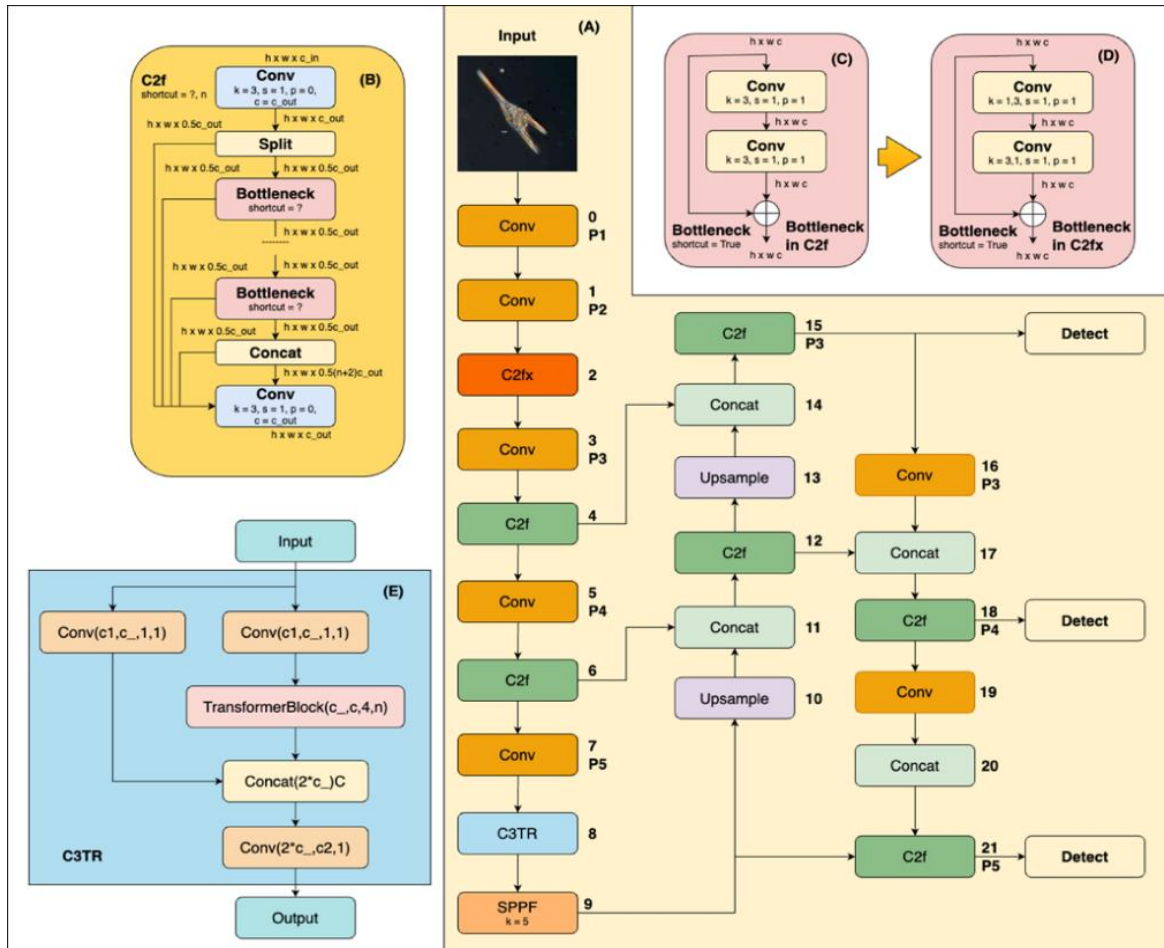 (B)
C2f
shortcut = ?, n
h x w x c_in
Conv
k = 3, s = 1, p = 0,
c = c_out
h x w x 0.5c_out
h x w x c_out
Split
h x w x 0.5c_out
h x w x 0.5c_out
Bottleneck
shortcut = ?
h x w x 0.5c_out
........
h x w x 0.5c_out
h x w x 0.5c_out
Bottleneck
shortcut = ?
h x w x 0.5c_out
h x w x 0.5c_out
Concat
h x w x 0.5(n+2)c_out
Conv
k = 3, s = 1, p = 0,
c = c_out
h x w x c_out
Input
(E)
Conv(c1,c_,1,1)
Conv(c1,c_,1,1)
TransformerBlock(c_,c,4,n)
Concat(2*c_)C
Conv(2*c_,c2,1)
C3TR
Output
(A)
Input
Conv
0
P1
Conv
1
P2
C2fx
2
Conv
3
P3
C2f
4
Conv
5
P4
C2f
6
Conv
7
P5
C3TR
8
SPPF
k = 5
9
C2f
15
P3
Concat
14
Upsample
13
C2f
12
Concat
11
Upsample
10
Detect
Conv
16
P3
Concat
17
C2f
18
P4
Detect
Conv
19
Concat
20
C2f
21
P5
Detect
(C)
h x w c
Conv
k = 3, s = 1, p = 1
h x w c
Conv
k = 3, s = 1, p = 1
h x w c
Bottleneck
shortcut = True
Bottleneck
in C2f
h x w c
(D)
h x w c
Conv
k = 1,3, s = 1, p = 1
h x w c
Conv
k = 3,1, s = 1, p = 1
h x w c
Bottleneck
shortcut = True
Bottleneck
in C2fx
h x w c